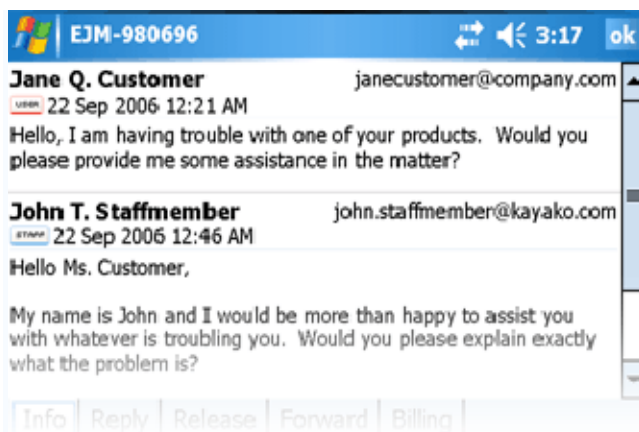 EJM-980696 3:17 ok
Jane Q. Customer janecustomer@company.com
USER 22 Sep 2006 12:21 AM
Hello, I am having trouble with one of your products. Would you
please provide me some assistance in the matter?
John T. Staffmember john.staffmember@kayako.com
STAFF 22 Sep 2006 12:46 AM
Hello Ms. Customer,
My name is John and I would be more than happy to assist you
with whatever is troubling you. Would you please explain exactly
what the problem is?
Info Reply Release Forward Billing